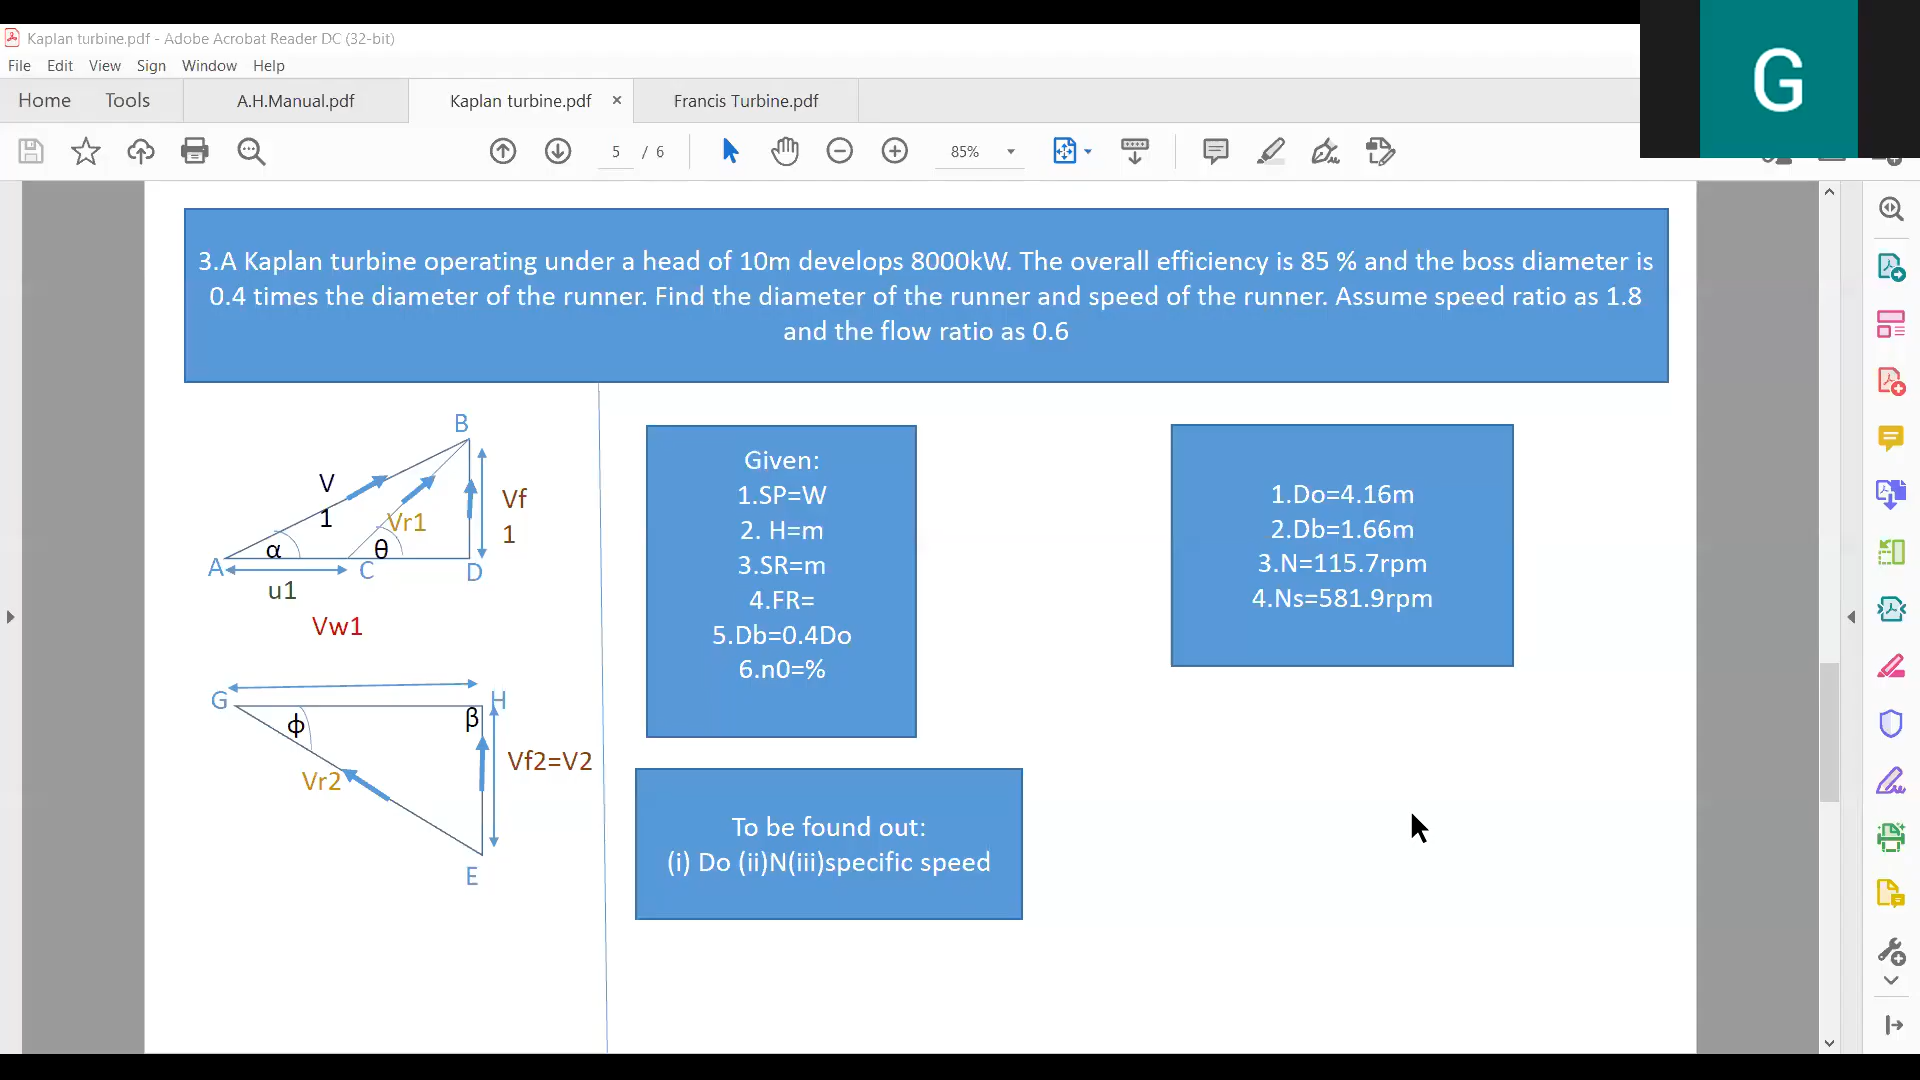 Kaplan turbine.pdf - Adobe Acrobat Reader DC (32-bit)
File Edit View Sign Window Help
Home Tools A.H.Manual.pdf Kaplan turbine.pdf × Francis Turbine.pdf
5 / 6 85%
G
3.A Kaplan turbine operating under a head of 10m develops 8000kW. The overall efficiency is 85 % and the boss diameter is
0.4 times the diameter of the runner. Find the diameter of the runner and speed of the runner. Assume speed ratio as 1.8
and the flow ratio as 0.6
B
V
1
Vr1
Vf
1
α
θ
A
C
D
u1
Vw1
G
H
ϕ
β
Vr2
Vf2=V2
E
Given:
1.SP=W
2. H=m
3.SR=m
4.FR=
5.Db=0.4Do
6.n0=%
To be found out:
(i) Do (ii)N(iii)specific speed
1.Do=4.16m
2.Db=1.66m
3.N=115.7rpm
4.Ns=581.9rpm